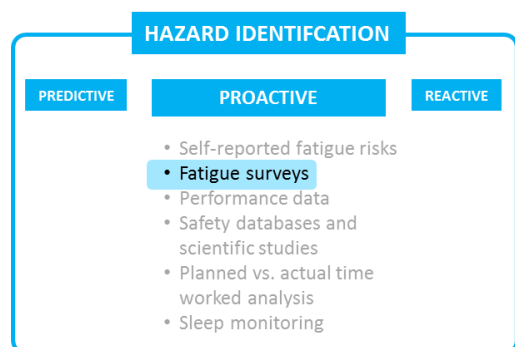 HAZARD IDENTIFCATION
PREDICTIVE
PROACTIVE
REACTIVE
• Self-reported fatigue risks
• Fatigue surveys
• Performance data
• Safety databases and
scientific studies
• Planned vs. actual time
worked analysis
• Sleep monitoring